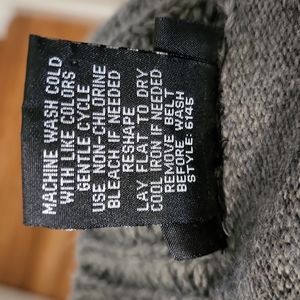 MACHINE WASH COLD
WITH LIKE COLORS
GENTLE CYCLE
USE NON-CHLORINE
BLEACH IF NEEDED
RESHAPE
LAY FLAT TO DRY
COOL IRON IF NEEDED
REMOVE BELT
BEFORE WASH
STYLE: 6145